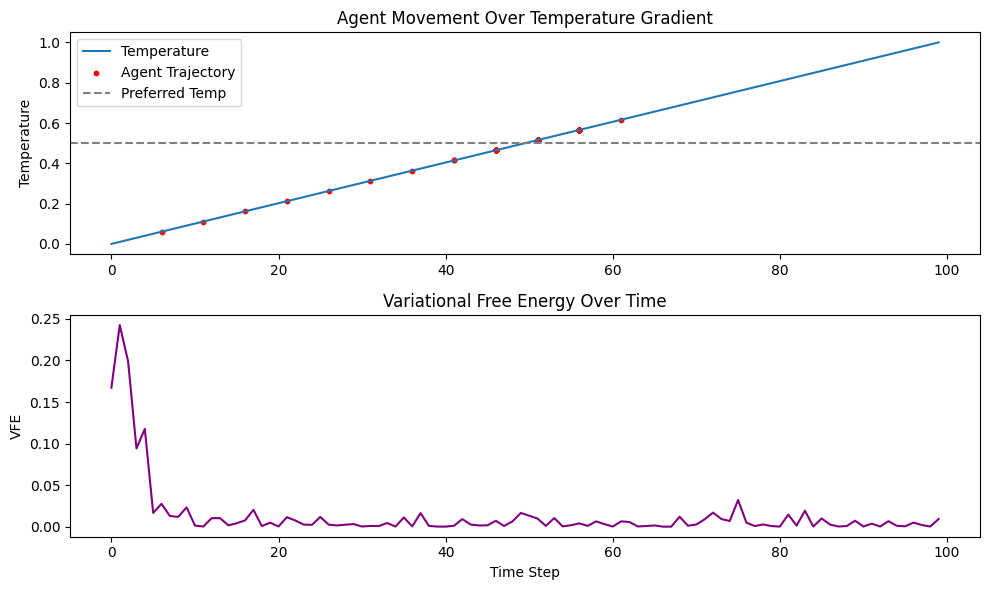 Agent Movement Over Temperature Gradient
Temperature
1.0
0.8
0.6
0.4
0.2
0.0
Temperature
Agent Trajectory
Preferred Temp
0 20 40 60 80 100
Variational Free Energy Over Time
VFE
0.25
0.20
0.15
0.10
0.05
0.00
0 20 40 60 80 100
Time Step